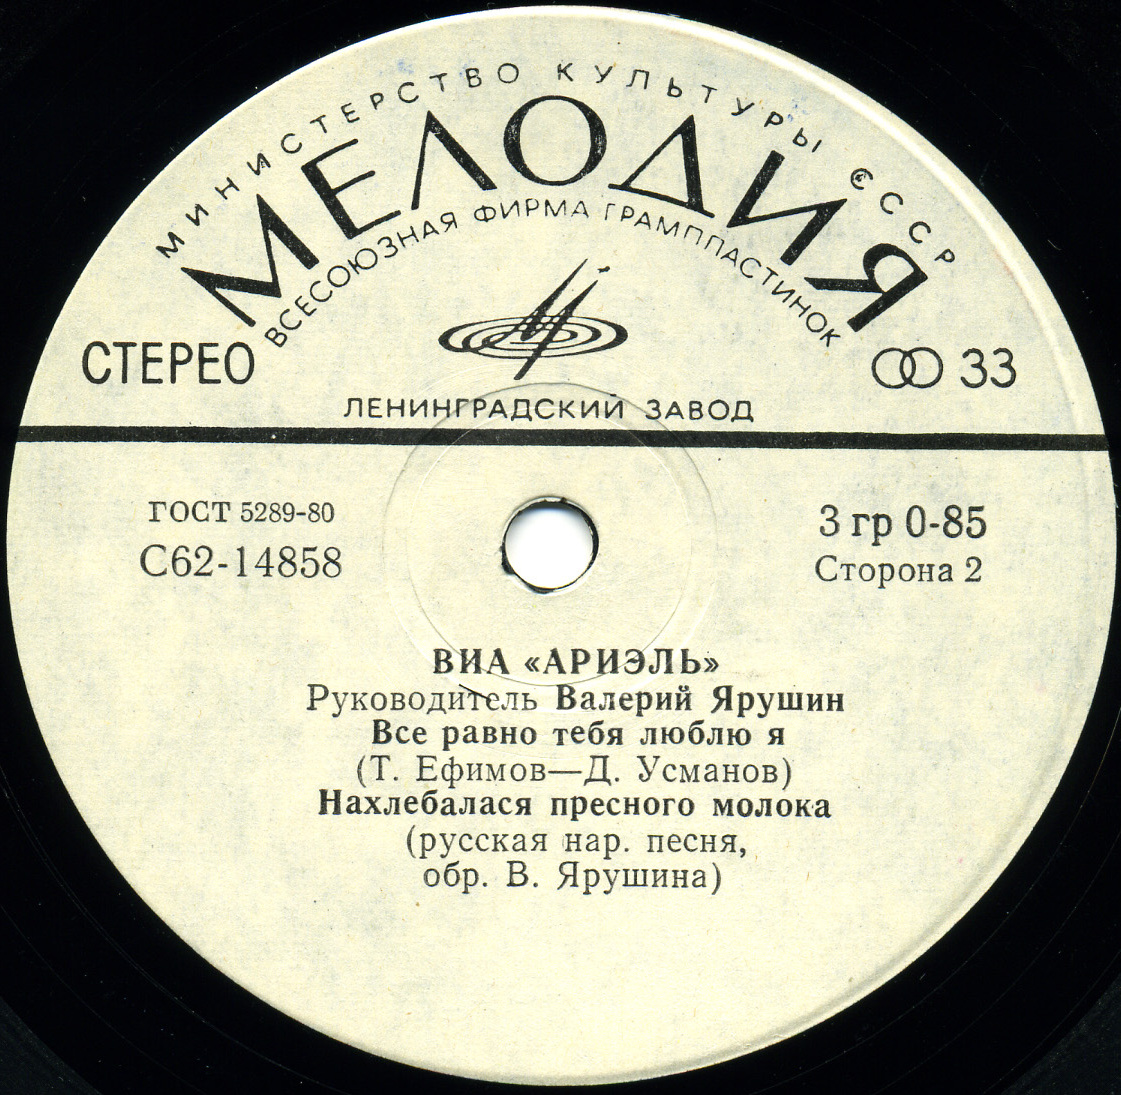 МИНИСТЕРСТВО КУЛЬТУРЫ СССР
МЕЛОДИЯ
ВСЕСОЮЗНАЯ ФИРМА ГРАМППАСТИНОК
СТЕРЕО
33
ЛЕНИНГРАДСКИЙ ЗАВОД
ГОСТ 5289-80
С62-14858
3 гр 0-85
Сторона 2
ВИА «АРИЭЛЬ»
Руководитель Валерий Ярушин
Все равно тебя люблю я
(Т. Ефимов—Д. Усманов)
Нахлебалася пресного молока
(русская нар. песня,
обр. В. Ярушина)